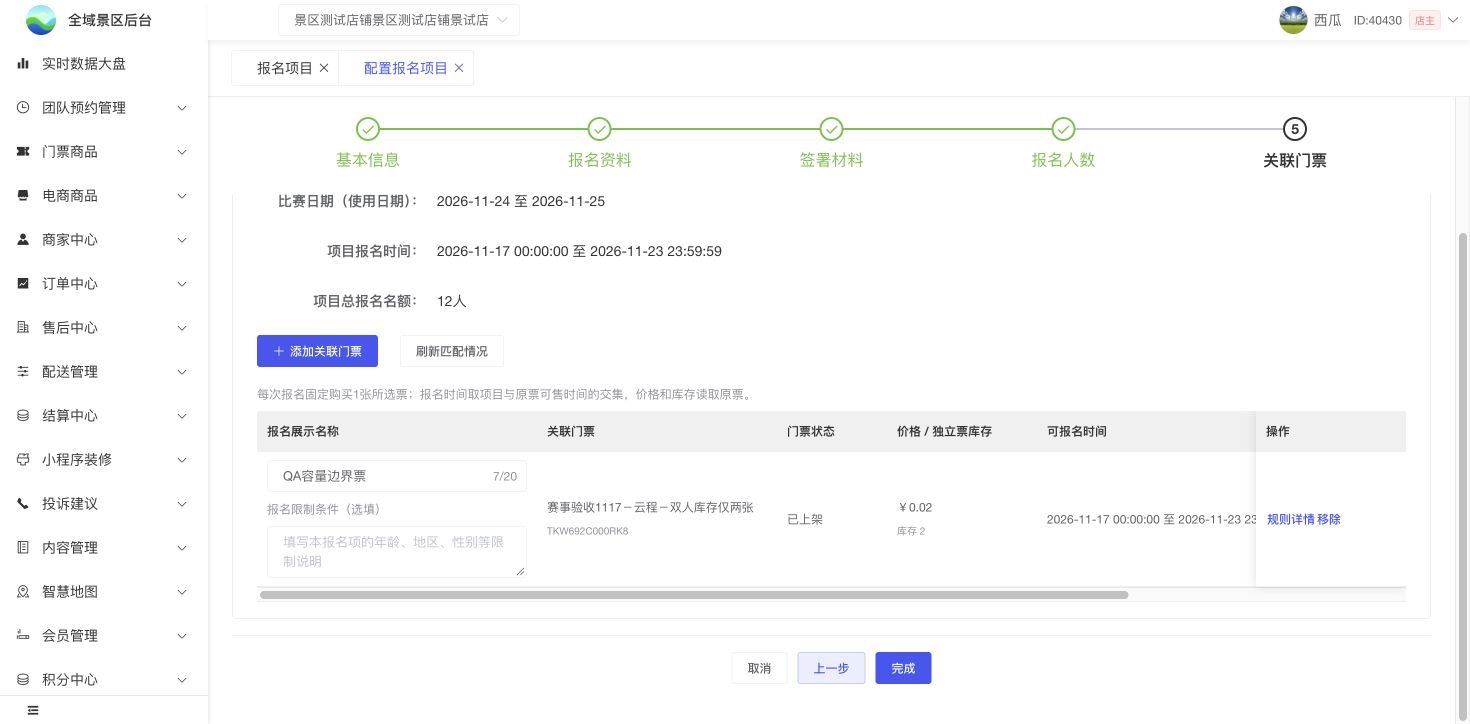 全域景区后台
景区测试店铺景区测试店铺景试店
西瓜 ID:40430 店主
实时数据大盘
团队预约管理
门票商品
电商商品
商家中心
订单中心
售后中心
配送管理
结算中心
小程序装修
投诉建议
内容管理
智慧地图
会员管理
积分中心
报名项目
配置报名项目
基本信息
报名资料
签署材料
报名人数
5
关联门票
比赛日期（使用日期）： 2026-11-24 至 2026-11-25
项目报名时间： 2026-11-17 00:00:00 至 2026-11-23 23:59:59
项目总报名名额： 12人
添加关联门票
刷新匹配情况
每次报名固定购买1张所选票；报名时间取项目与原票可售时间的交集，价格和库存读取原票。
报名展示名称 关联门票 门票状态 价格 / 独立票库存 可报名时间 操作
QA容量边界票 7/20
报名限制条件（选填）
填写本报名项的年龄、地区、性别等限
制说明
赛事验收1117－云程－双人库存仅两张
TKW692C000RK8
已上架
￥0.02
库存 2
2026-11-17 00:00:00 至 2026-11-23 23
规则详情 移除
取消 上一步 完成